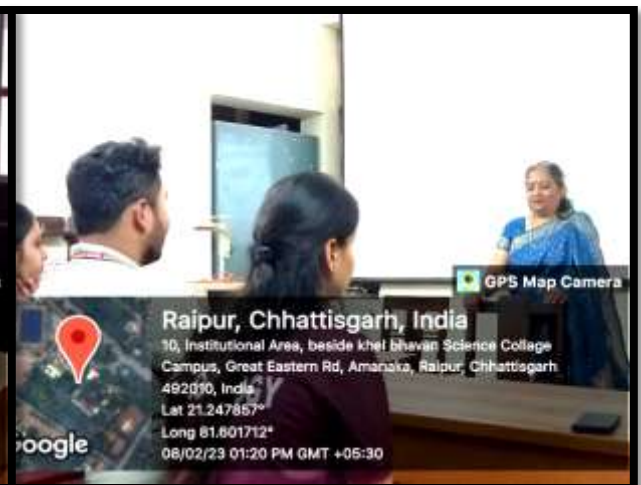 GPS Map Camera
Raipur, Chhattisgarh, India
10, Institutional Area, beside khel bhavan Science Collage
Campus, Great Eastern Rd, Amanaka, Raipur, Chhattisgarh
492010, India
Lat 21.247857°
Long 81.601712°
08/02/23 01:20 PM GMT +05:30
Google